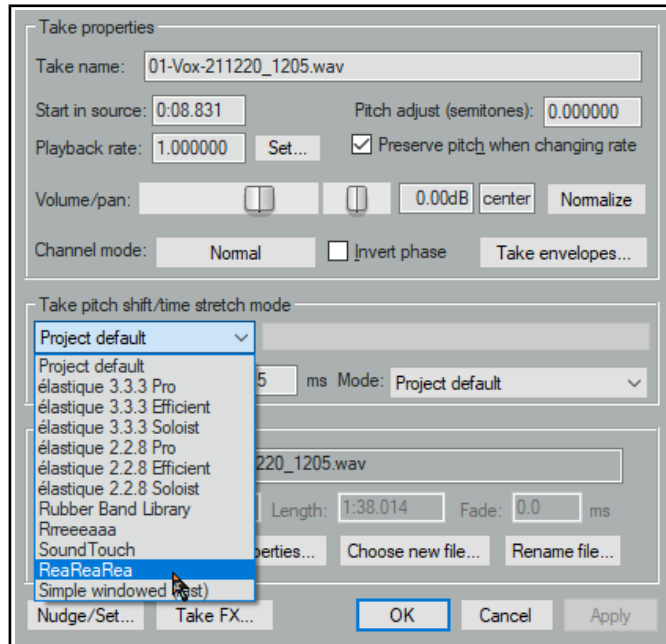 Take properties
Take name: 01-Vox-211220_1205.wav
Start in source: 0:08.831 Pitch adjust (semitones): 0.000000
Playback rate: 1.000000 Set... Preserve pitch when changing rate
Volume/pan: 0.00dB center Normalize
Channel mode: Normal Invert phase Take envelopes...
Take pitch shift/time stretch mode
Project default
Project default
élastique 3.3.3 Pro
élastique 3.3.3 Efficient
élastique 3.3.3 Soloist
élastique 2.2.8 Pro
élastique 2.2.8 Efficient
élastique 2.2.8 Soloist
Rubber Band Library
Rrreeeaaa
SoundTouch
ReaReaRea
Simple windowed
5 ms Mode: Project default
220_1205.wav
Length: 1:38.014 Fade: 0.0 ms
Choose new file... Rename file...
Nudge/Set... Take FX... OK Cancel Apply